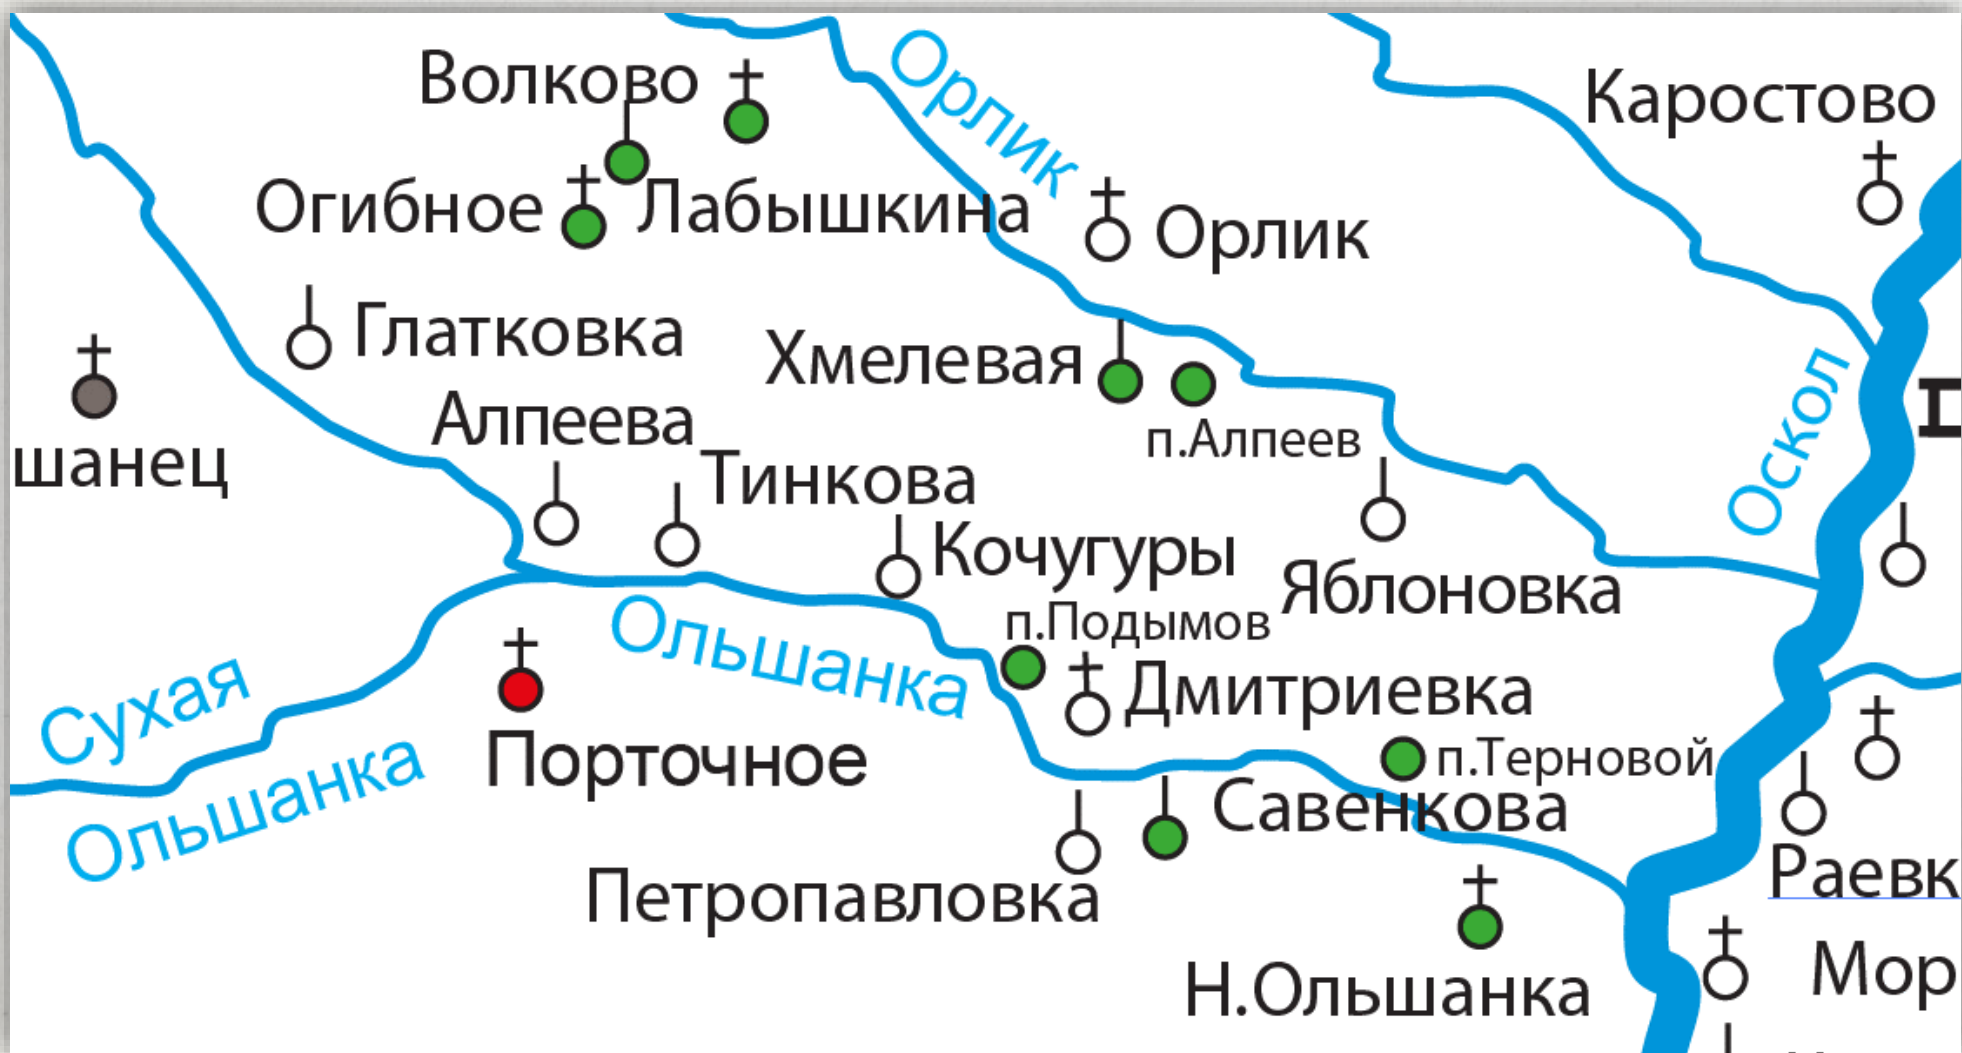 Волково
Орлик
Каростово
Огибное
Лабышкина
Орлик
Глатковка
Хмелевая
Оскол
шанец
Алпеева
п.Алпеев
Тинкова
Кочугуры
Яблоновка
п.Подымов
Ольшанка
Дмитриевка
Сухая
Ольшанка
Порточное
п.Терновой
Савенкова
Раевк
Петропавловка
Мор
Н.Ольшанка